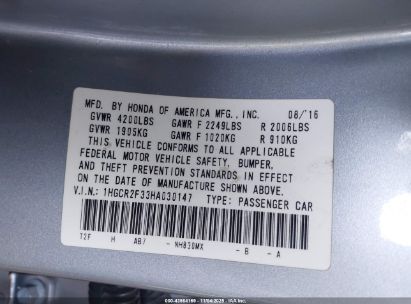 MFD. BY HONDA OF AMERICA MFG., INC. 08/'16
GVWR 4200LBS GAWR F 2249LBS R 2006LBS
GVWR 1905KG GAWR F 1020KG R 910KG
THIS VEHICLE CONFORMS TO ALL APPLICABLE
FEDERAL MOTOR VEHICLE SAFETY, BUMPER,
AND THEFT PREVENTION STANDARDS IN EFFECT
ON THE DATE OF MANUFACTURE SHOWN ABOVE.
V.I.N.: 1HGCR2F33HA030147 TYPE: PASSENGER CAR
T2F H AB7 - NH830MX - B - A